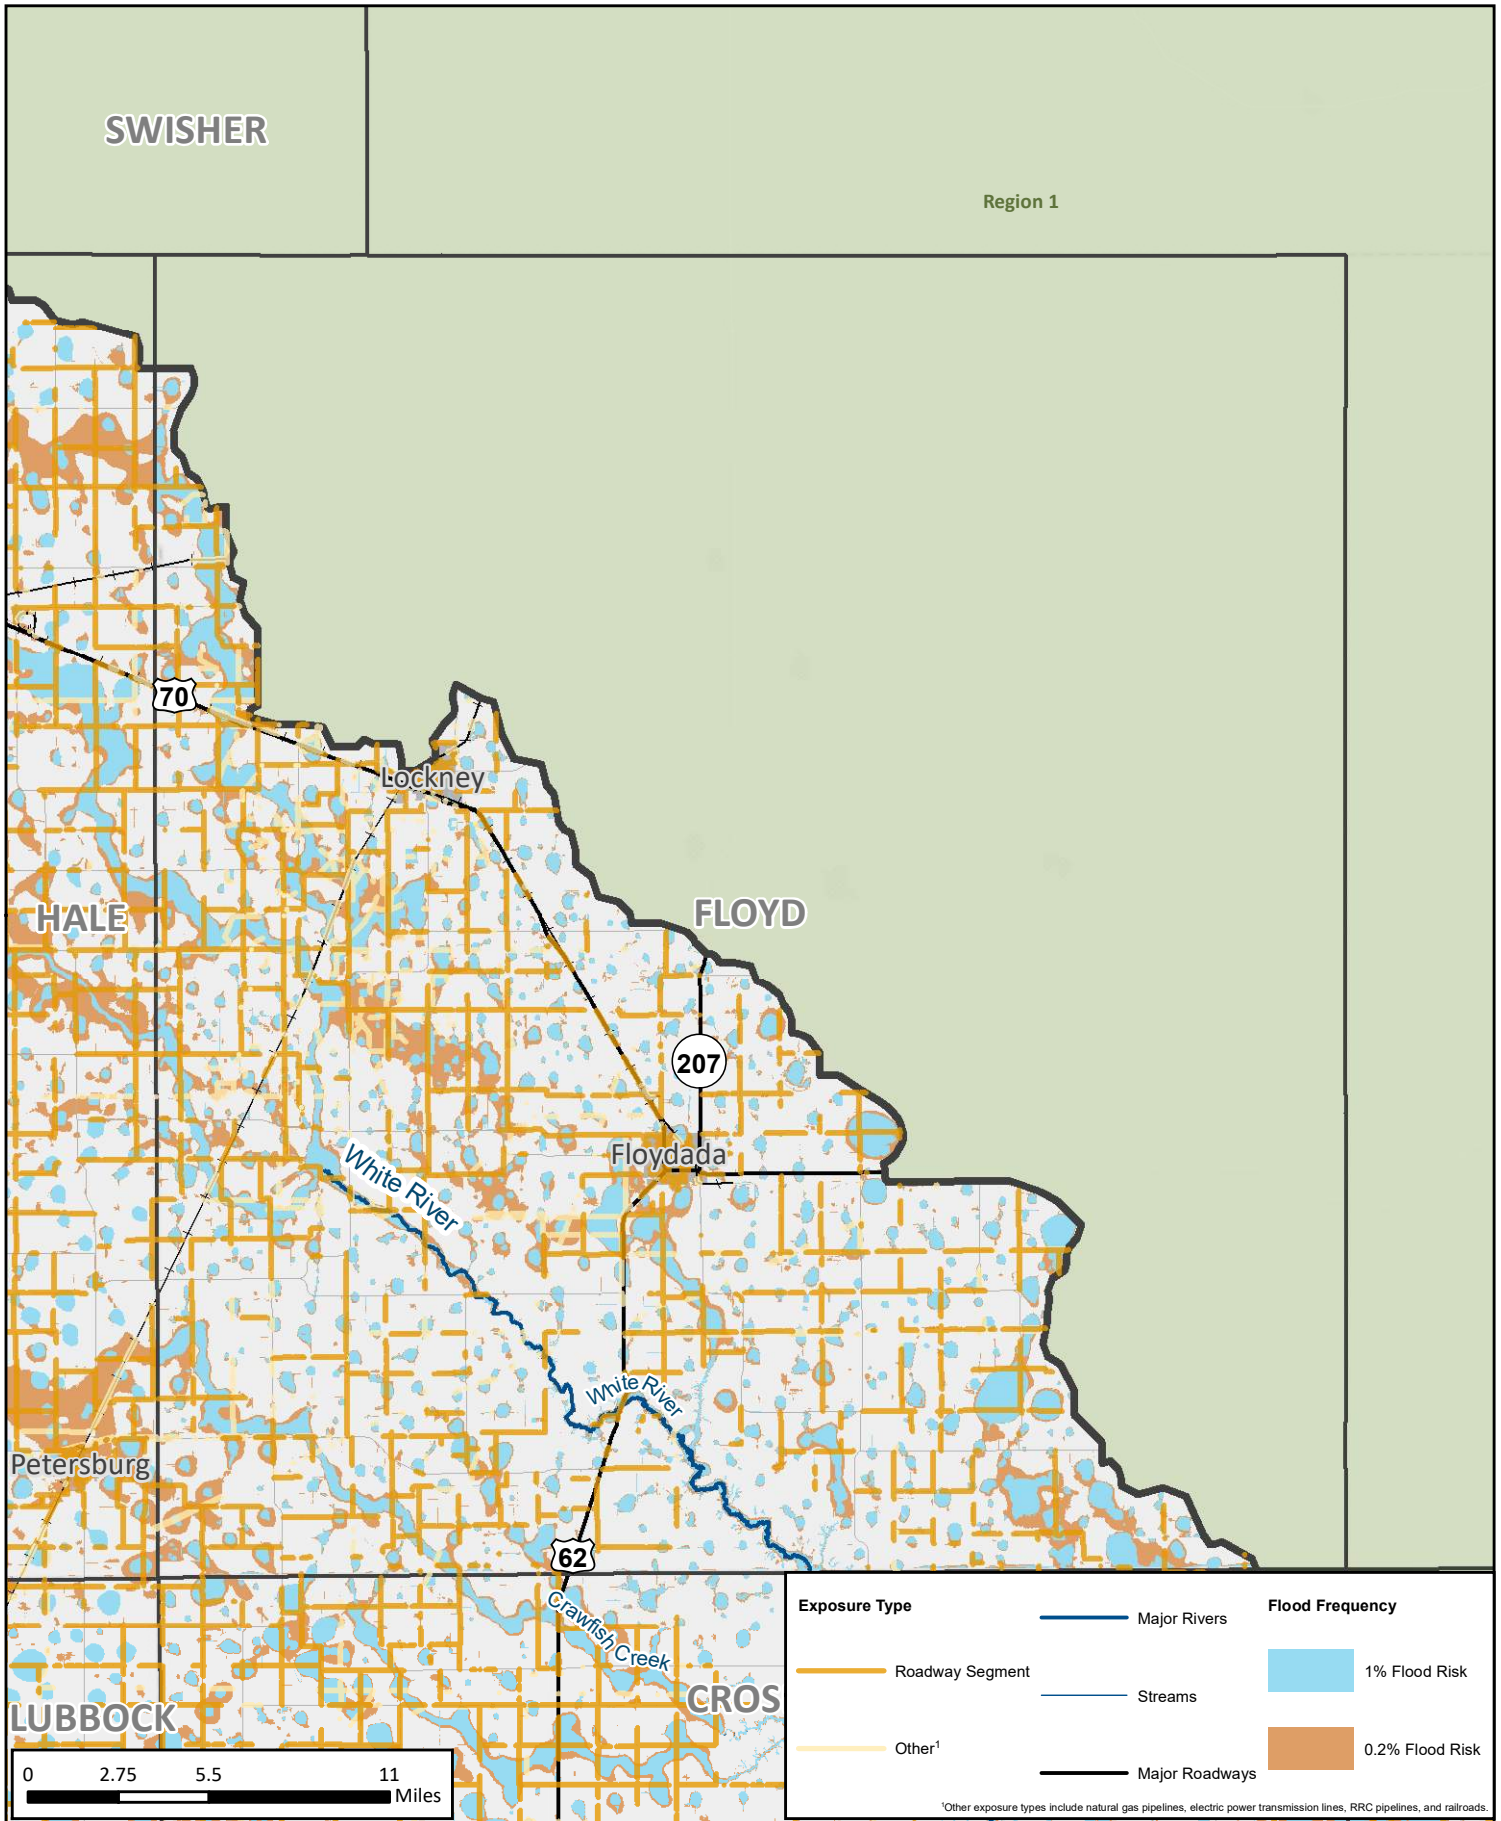 SWISHER
Region 1
70
Lockney
HALE
FLOYD
207
Floydada
White River
White River
Petersburg
62
Crawfish Creek
CROS
LUBBOCK
0 2.75 5.5 11
Miles
Exposure Type
Roadway Segment
Other¹
Major Rivers
Streams
Major Roadways
Flood Frequency
1% Flood Risk
0.2% Flood Risk
¹Other exposure types include natural gas pipelines, electric power transmission lines, RRC pipelines, and railroads.